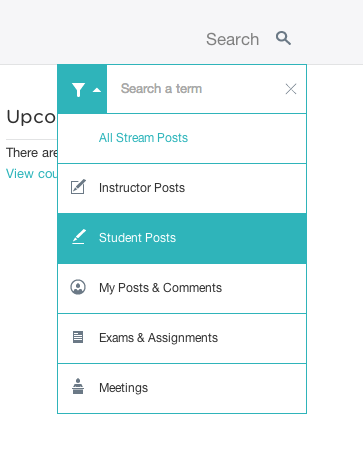 Search
Search a term
Upco
All Stream Posts
There are
View cou
Instructor Posts
Student Posts
My Posts & Comments
Exams & Assignments
Meetings